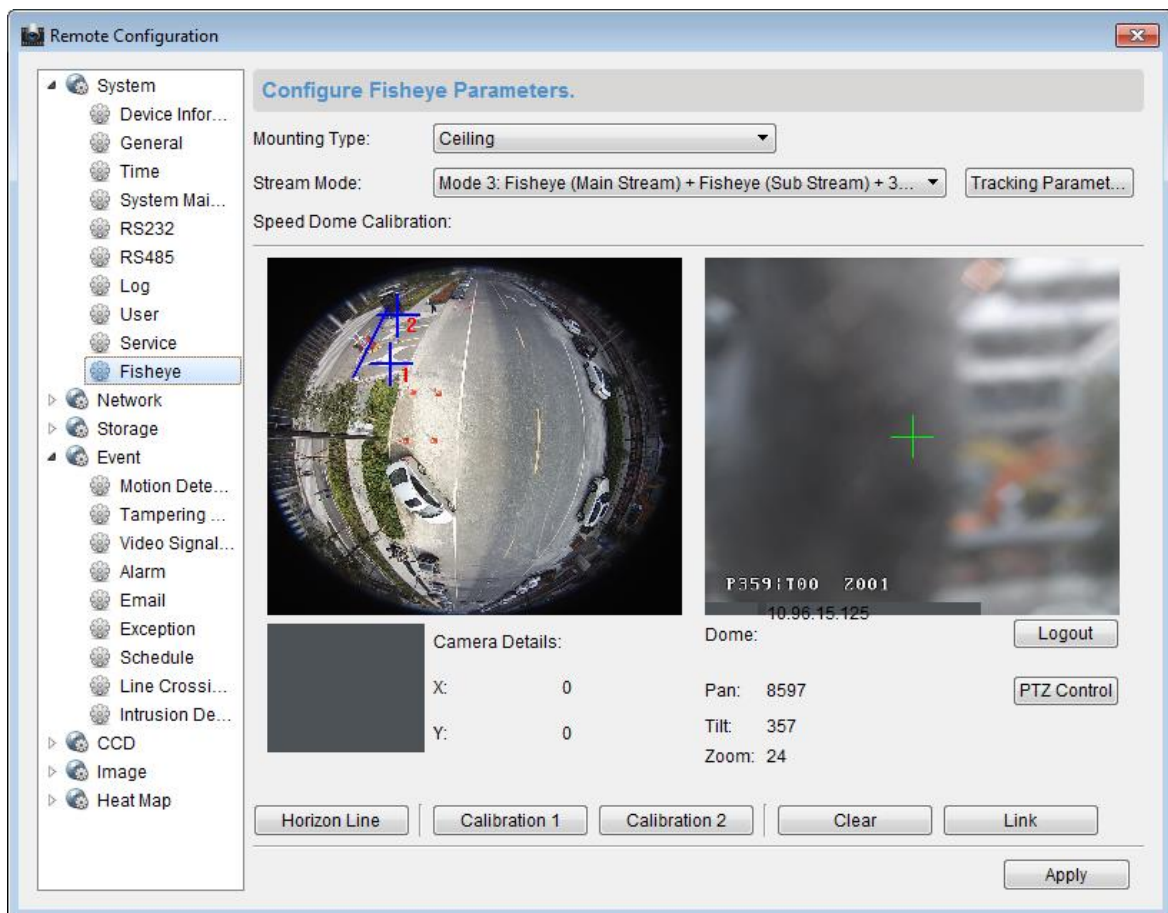 Remote Configuration
System
Device Infor...
General
Time
System Mai...
RS232
RS485
Log
User
Service
Fisheye
Network
Storage
Event
Motion Dete...
Tampering ...
Video Signal...
Alarm
Email
Exception
Schedule
Line Crossi...
Intrusion De...
CCD
Image
Heat Map
Configure Fisheye Parameters.
Mounting Type: Ceiling
Stream Mode: Mode 3: Fisheye (Main Stream) + Fisheye (Sub Stream) + 3... Tracking Paramet...
Speed Dome Calibration:
2
1
P359:T00 Z001
10.96.15.125
Camera Details:
X: 0
Y: 0
Dome: Logout
Pan: 8597 PTZ Control
Tilt: 357
Zoom: 24
Horizon Line Calibration 1 Calibration 2 Clear Link
Apply